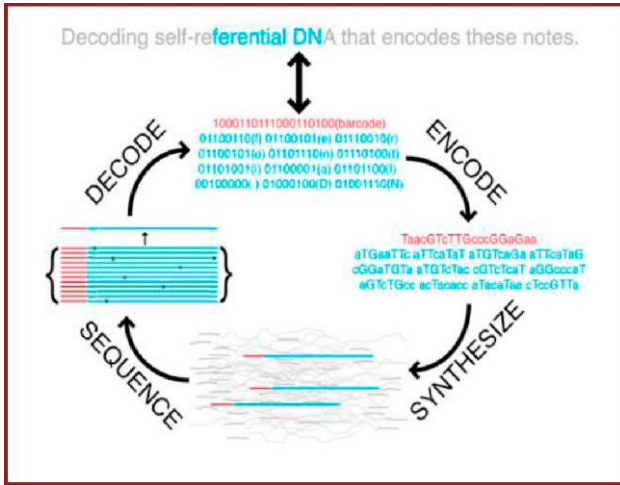 Decoding self-referential DNA that encodes these notes.
1000110111000110100(barcode)
01100110(f) 01100101(e) 01110010(r)
01100101(e) 01101110(n) 01110100(t)
01101001(i) 01100001(a) 01101100(l)
00100000( ) 01000100(D) 01001110(N)
DECODE
ENCODE
TaacGTcTTGcccGGaGaa
aTGaaTTc aTTcaTaT aTGTcaGa aTTcaTaG
cGGaTGTa aTGTcTac cGTcTcaT aGGcccaT
aGTcTGcc acTacacc aTacaTaa cTccGTTa
SEQUENCE
SYNTHESIZE